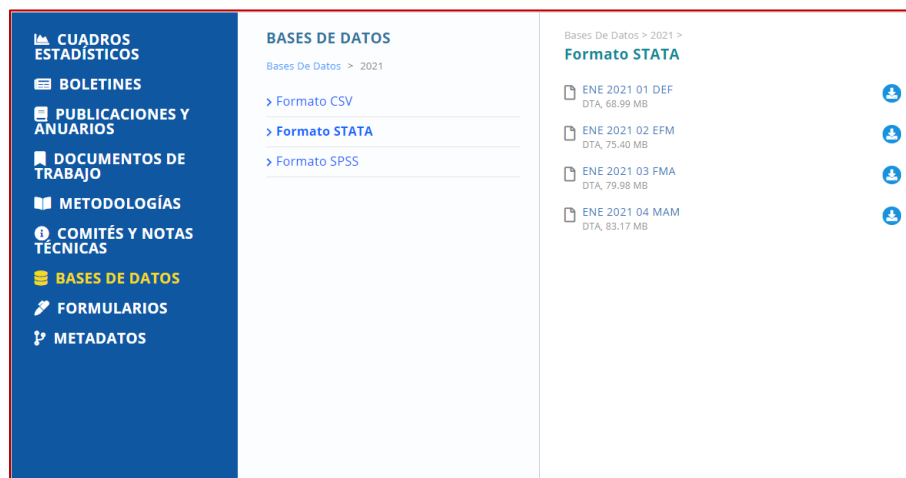 CUADROS
ESTADÍSTICOS
BOLETINES
PUBLICACIONES Y
ANUARIOS
DOCUMENTOS DE
TRABAJO
METODOLOGÍAS
COMITÉS Y NOTAS
TÉCNICAS
BASES DE DATOS
FORMULARIOS
METADATOS
BASES DE DATOS
Bases De Datos > 2021
> Formato CSV
> Formato STATA
> Formato SPSS
Bases De Datos > 2021 >
Formato STATA
ENE 2021 01 DEF
DTA, 68.99 MB
ENE 2021 02 EFM
DTA, 75.40 MB
ENE 2021 03 FMA
DTA, 79.98 MB
ENE 2021 04 MAM
DTA, 83.17 MB